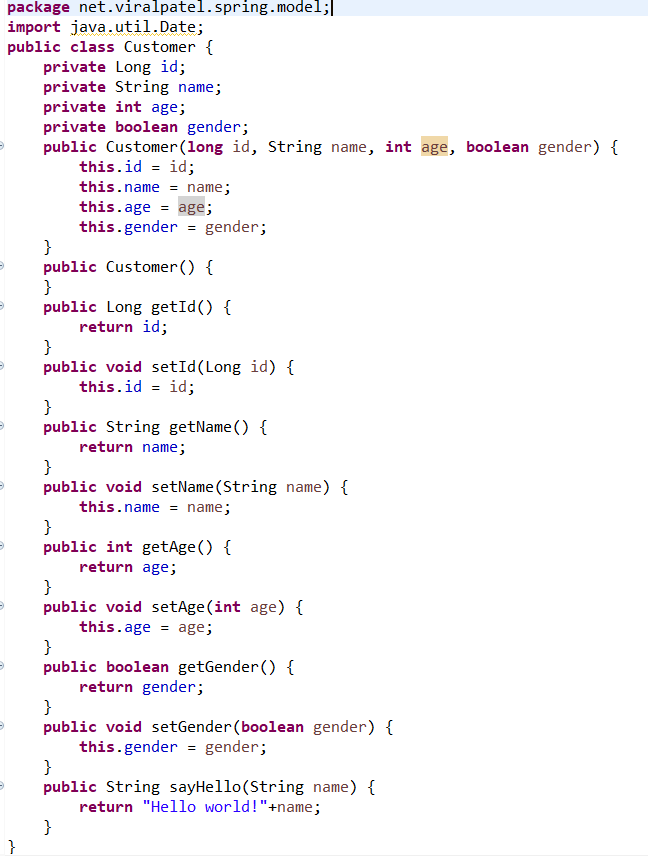 package net.viralpatel.spring.model;
import java.util.Date;
public class Customer {
    private Long id;
    private String name;
    private int age;
    private boolean gender;
    public Customer(long id, String name, int age, boolean gender) {
        this.id = id;
        this.name = name;
        this.age = age;
        this.gender = gender;
    }
    public Customer() {
    }
    public Long getId() {
        return id;
    }
    public void setId(Long id) {
        this.id = id;
    }
    public String getName() {
        return name;
    }
    public void setName(String name) {
        this.name = name;
    }
    public int getAge() {
        return age;
    }
    public void setAge(int age) {
        this.age = age;
    }
    public boolean getGender() {
        return gender;
    }
    public void setGender(boolean gender) {
        this.gender = gender;
    }
    public String sayHello(String name) {
        return "Hello world!"+name;
    }
}